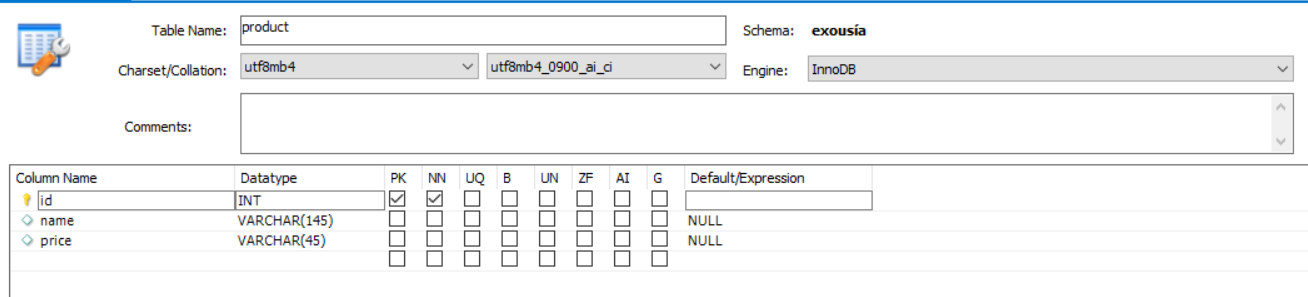 Table Name: product Schema: exousía
Charset/Collation: utf8mb4 utf8mb4_0900_ai_ci Engine: InnoDB
Comments:
Column Name Datatype PK NN UQ B UN ZF AI G Default/Expression
id INT
name VARCHAR(145) NULL
price VARCHAR(45) NULL